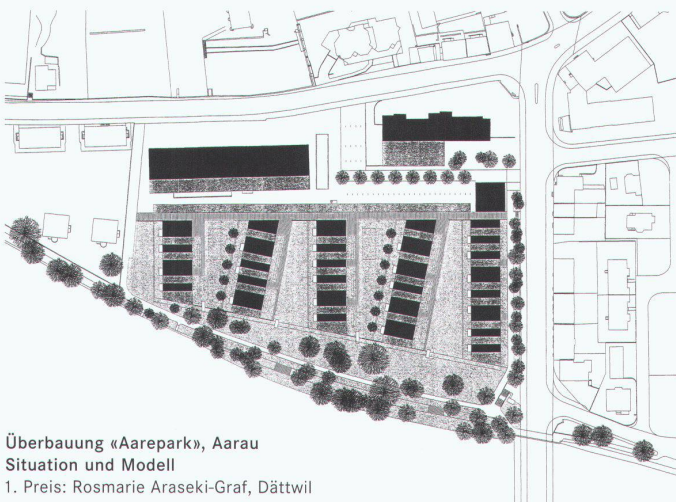 Überbauung «Aarepark», Aarau
Situation und Modell
1. Preis: Rosmarie Araseki-Graf, Dättwil